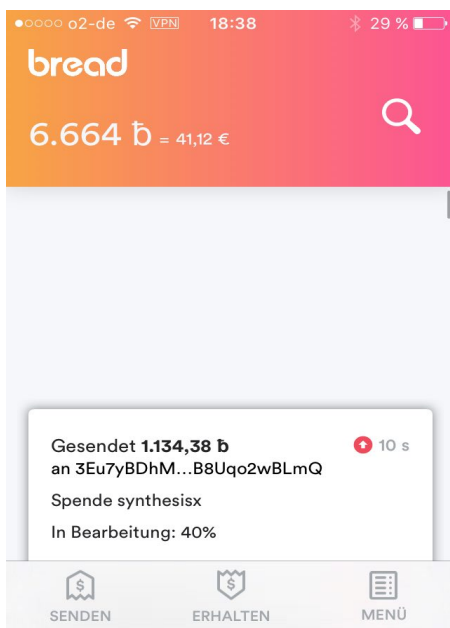 o2-de VPN 18:38 29 %
bread
6.664 ƀ = 41,12 €
Gesendet 1.134,38 ƀ 10 s
an 3Eu7yBDhM...B8Uqo2wBLmQ
Spende synthesisx
In Bearbeitung: 40%
SENDEN ERHALTEN MENÜ